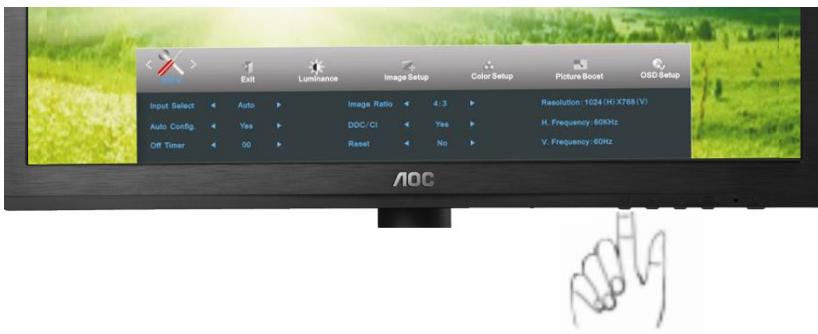 Exit
Luminance
Image Setup
Color Setup
Picture Boost
OSD Setup
Input Select Auto Image Ratio 4:3 Resolution: 1024 (H) X768 (V)
Auto Config. Yes DDC/CI Yes H. Frequency: 60KHz
Off Timer 00 Reset No V. Frequency: 60Hz
AOC